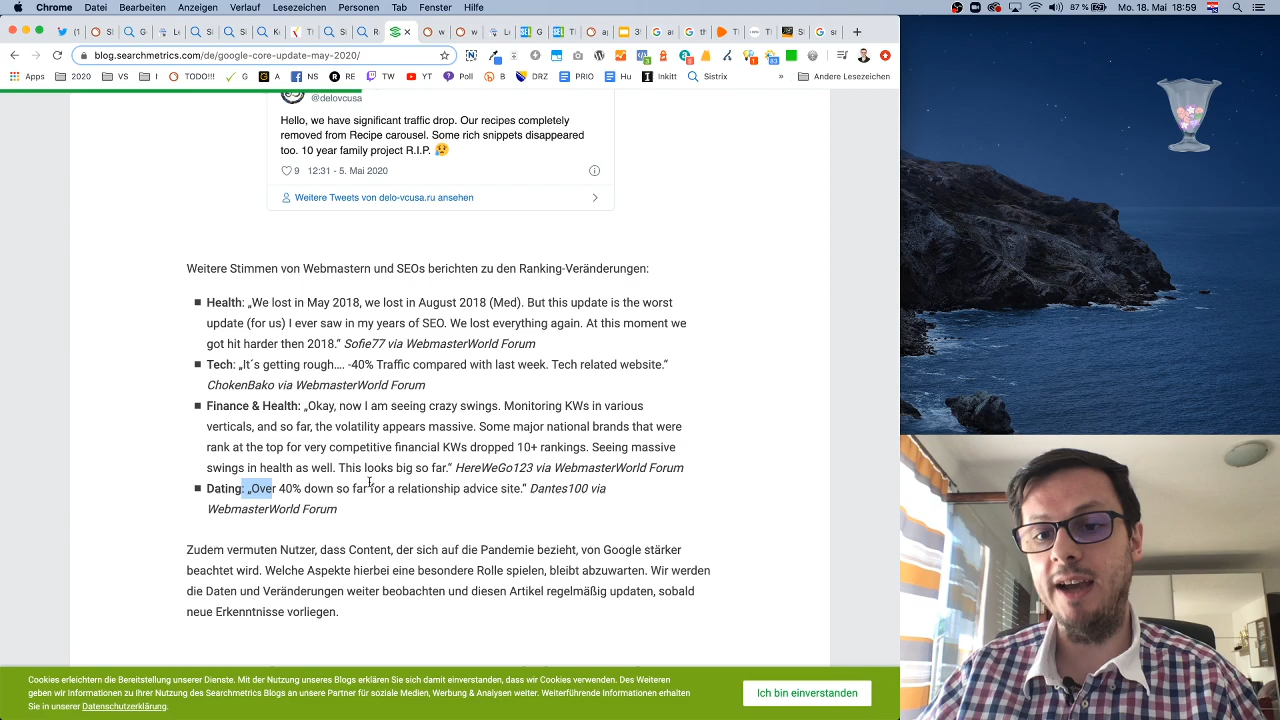 Chrome Datei Bearbeiten Anzeigen Verlauf Lesezeichen Personen Tab Fenster Hilfe 87 % Mo. 18. Mai 18:59
blog.searchmetrics.com/de/google-core-update-may-2020/
Apps 2020 VS I TODO!!! G A NS RE TW YT Poll B DRZ PRIO Hu Inkitt Sistrix » Andere Lesezeichen
@delovcusa
Hello, we have significant traffic drop. Our recipes completely
removed from Recipe carousel. Some rich snippets disappeared
too. 10 year family project R.I.P. 😥
9 12:31 - 5. Mai 2020
Weitere Tweets von delo-vcusa.ru ansehen
Weitere Stimmen von Webmastern und SEOs berichten zu den Ranking-Veränderungen:
Health: „We lost in May 2018, we lost in August 2018 (Med). But this update is the worst
update (for us) I ever saw in my years of SEO. We lost everything again. At this moment we
got hit harder then 2018.“ Sofie77 via WebmasterWorld Forum
Tech: „It´s getting rough…. -40% Traffic compared with last week. Tech related website.“
ChokenBako via WebmasterWorld Forum
Finance & Health: „Okay, now I am seeing crazy swings. Monitoring KWs in various
verticals, and so far, the volatility appears massive. Some major national brands that were
rank at the top for very competitive financial KWs dropped 10+ rankings. Seeing massive
swings in health as well. This looks big so far.“ HereWeGo123 via WebmasterWorld Forum
Dating: „Over 40% down so far for a relationship advice site.“ Dantes100 via
WebmasterWorld Forum
Zudem vermuten Nutzer, dass Content, der sich auf die Pandemie bezieht, von Google stärker
beachtet wird. Welche Aspekte hierbei eine besondere Rolle spielen, bleibt abzuwarten. Wir werden
die Daten und Veränderungen weiter beobachten und diesen Artikel regelmäßig updaten, sobald
neue Erkenntnisse vorliegen.
Cookies erleichtern die Bereitstellung unserer Dienste. Mit der Nutzung unseres Blogs erklären Sie sich damit einverstanden, dass wir Cookies verwenden. Des Weiteren
geben wir Informationen zu Ihrer Nutzung des Searchmetrics Blogs an unsere Partner für soziale Medien, Werbung & Analysen weiter. Weiterführende Informationen erhalten
Sie in unserer Datenschutzerklärung.
Ich bin einverstanden